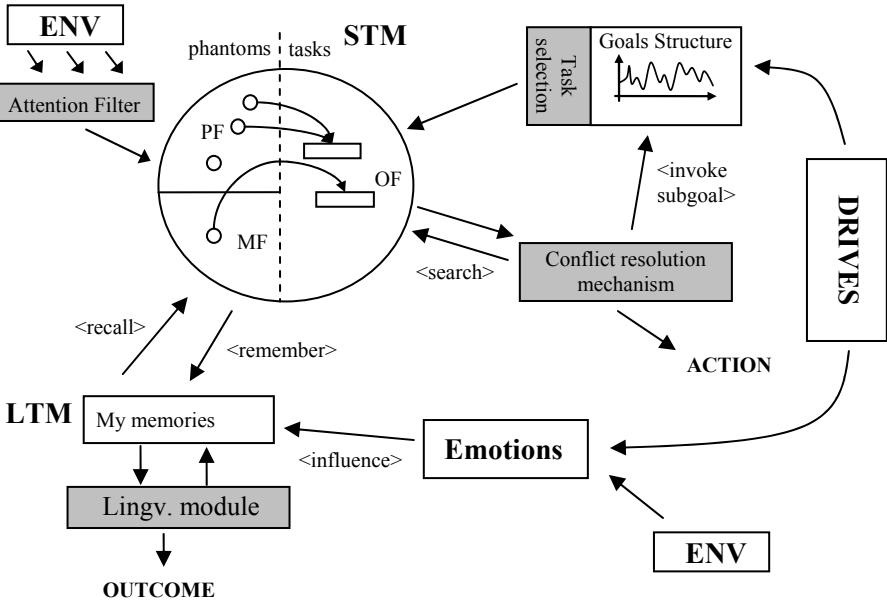 ENV
Attention Filter
phantoms
tasks
STM
PF
OF
MF
Task
selection
Goals Structure
<invoke
subgoal>
DRIVES
Conflict resolution
mechanism
<search>
ACTION
<recall>
<remember>
LTM
My memories
<influence>
Emotions
Lingv. module
OUTCOME
ENV